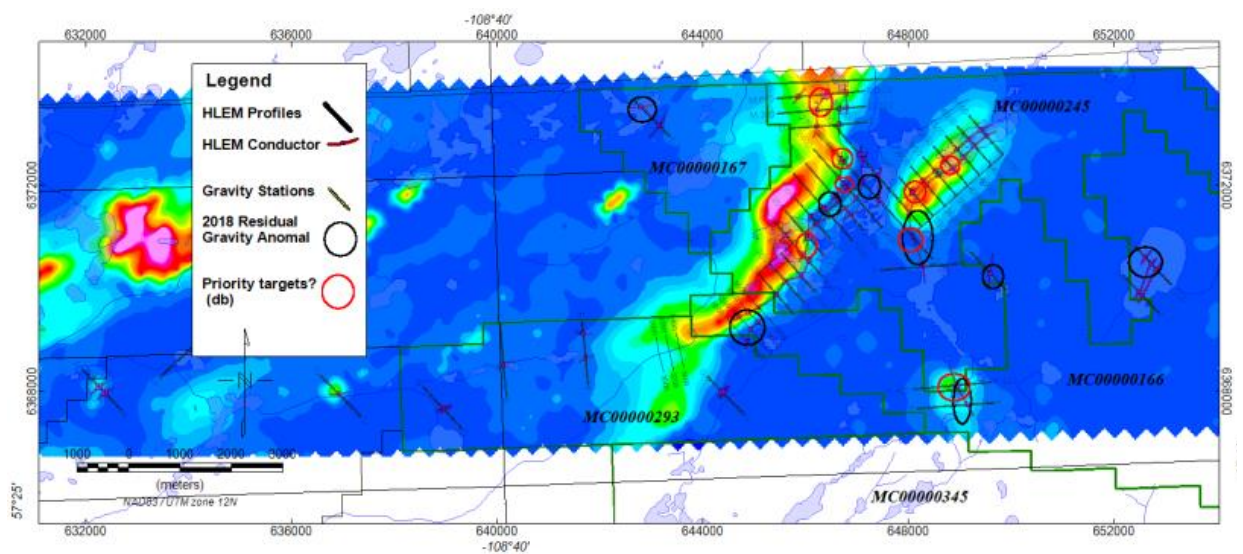 -108°40'
632000 636000 640000 644000 648000 652000
Legend
HLEM Profiles
HLEM Conductor
Gravity Stations
2018 Residual
Gravity Anomal
Priority targets?
(db)
MC00000245
MC00000167
6372000 6372000
6368000 6368000
MC00000166
MC00000293
1000 0 1000 2000 3000
(meters)
NAD83 / UTM zone 12N
MC00000345
57°25'
632000 636000 640000 644000 648000 652000
-108°40'